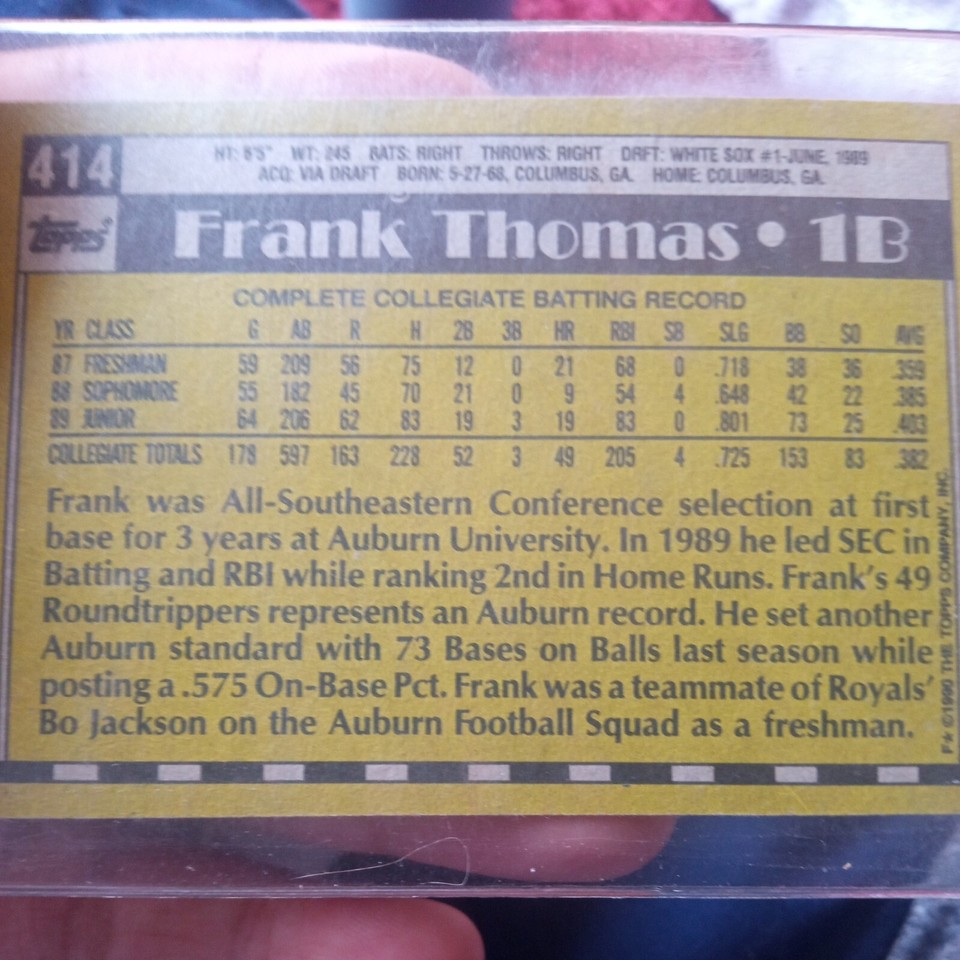 414
HT: 6'5" WT: 245 BATS: RIGHT THROWS: RIGHT DRFT: WHITE SOX #1-JUNE, 1989
ACQ: VIA DRAFT BORN: 5-27-68, COLUMBUS, GA. HOME: COLUMBUS, GA.
TOPPS
Frank Thomas • 1B
COMPLETE COLLEGIATE BATTING RECORD
YR CLASS G AB R H 2B 3B HR RBI SB SLG BB SO AVG
87 FRESHMAN 59 209 56 75 12 0 21 68 0 .718 38 36 .359
88 SOPHOMORE 55 182 45 70 21 0 9 54 4 .648 42 22 .385
89 JUNIOR 64 206 62 83 19 3 19 83 0 .801 73 25 .403
COLLEGIATE TOTALS 178 597 163 228 52 3 49 205 4 .725 153 83 .382
Frank was All-Southeastern Conference selection at first
base for 3 years at Auburn University. In 1989 he led SEC in
Batting and RBI while ranking 2nd in Home Runs. Frank's 49
Roundtrippers represents an Auburn record. He set another
Auburn standard with 73 Bases on Balls last season while
posting a .575 On-Base Pct. Frank was a teammate of Royals'
Bo Jackson on the Auburn Football Squad as a freshman.
F★ ©1990 THE TOPPS COMPANY, INC.